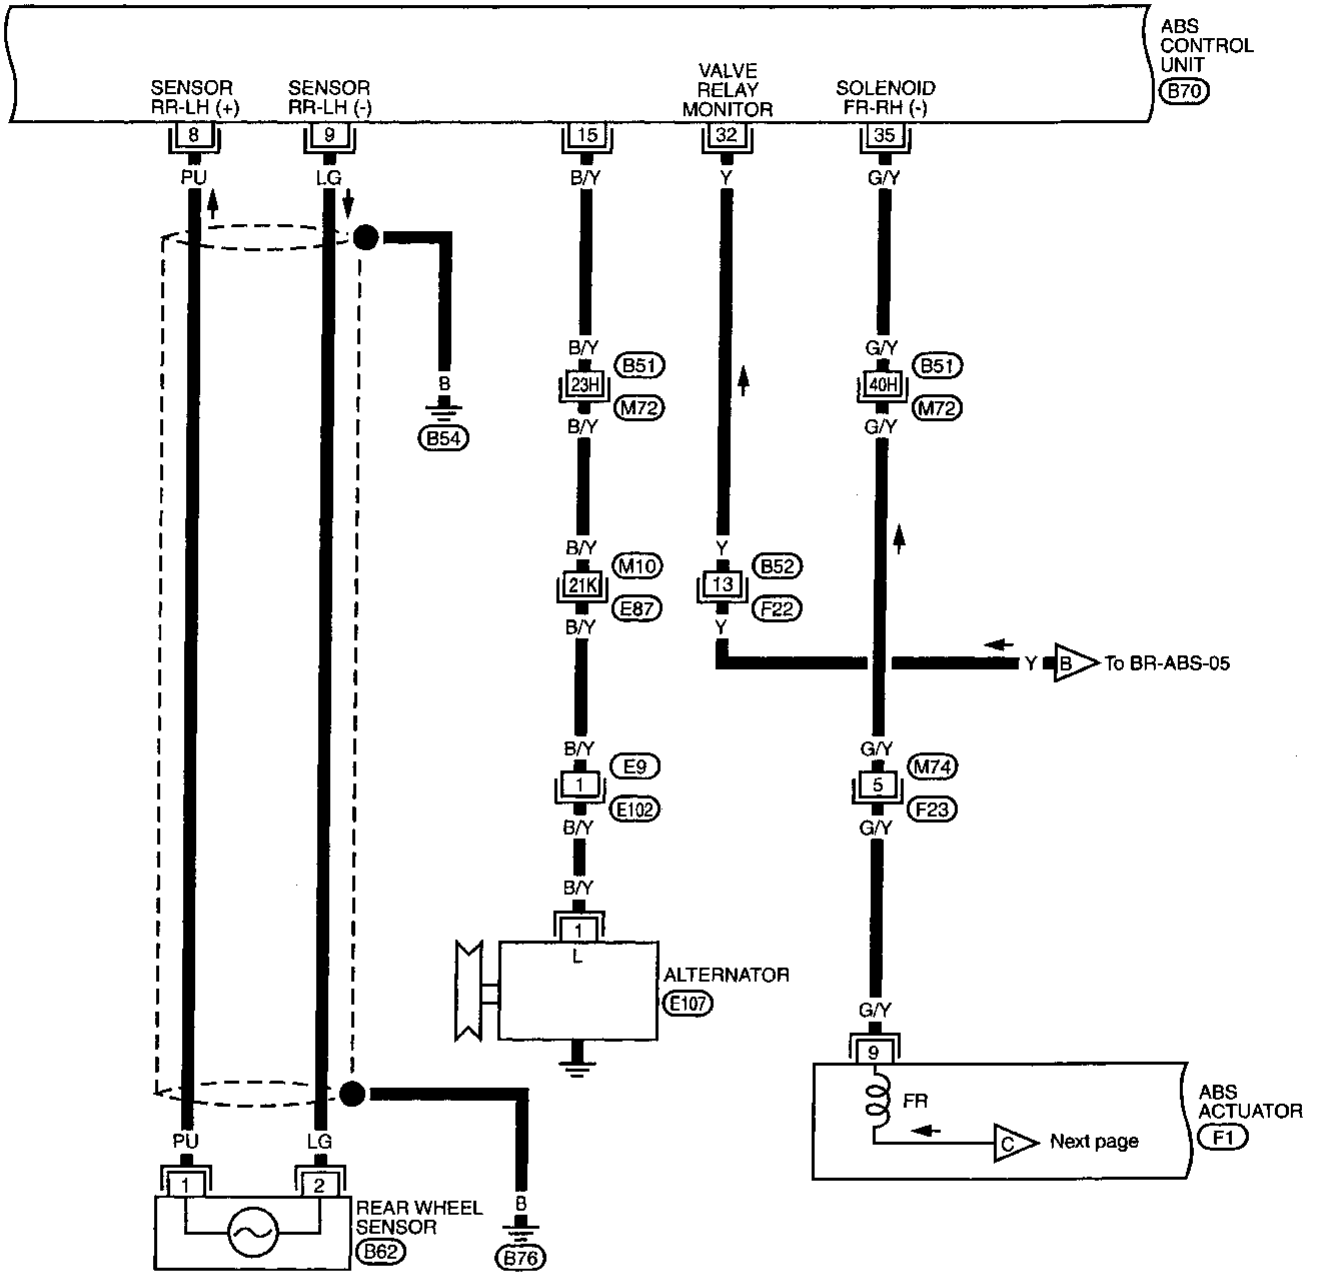 ABS
CONTROL
UNIT
B70
SENSOR
RR-LH (+)
SENSOR
RR-LH (-)
VALVE
RELAY
MONITOR
SOLENOID
FR-RH (-)
8
9
15
32
35
PU
LG
B/Y
Y
G/Y
B
B54
B/Y
23H
B51
M72
B/Y
G/Y
40H
B51
M72
G/Y
B/Y
21K
M10
E87
B/Y
Y
13
B52
F22
Y
Y
B
To BR-ABS-05
B/Y
1
E9
E102
B/Y
G/Y
5
M74
F23
G/Y
B/Y
1
L
ALTERNATOR
E107
G/Y
9
FR
C
Next page
ABS
ACTUATOR
F1
PU
LG
1
2
REAR WHEEL
SENSOR
B62
B
B76